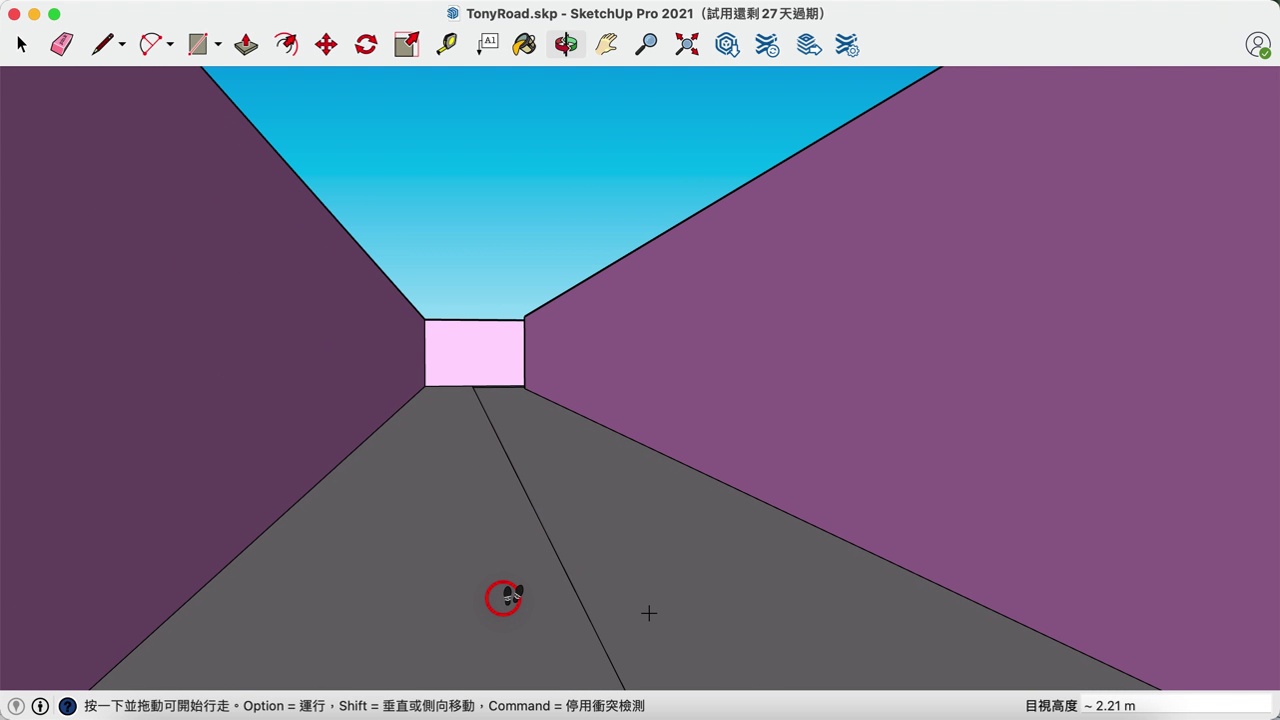 TonyRoad.skp - SketchUp Pro 2021（試用還剩 27 天過期）
A1
按一下並拖動可開始行走。Option = 運行，Shift = 垂直或側向移動，Command = 停用衝突檢測
目視高度 ~ 2.21 m